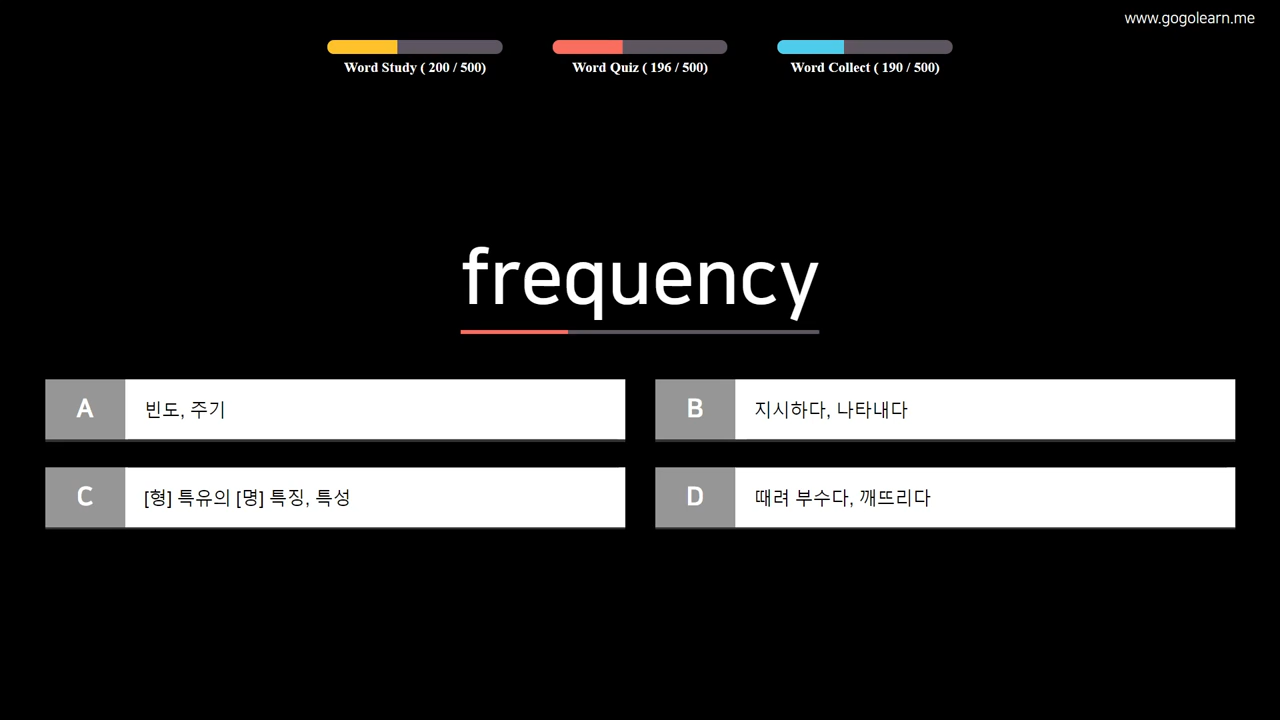 www.gogolearn.me
Word Study ( 200 / 500)
Word Quiz ( 196 / 500)
Word Collect ( 190 / 500)
frequency
A 빈도, 주기
B 지시하다, 나타내다
C [형] 특유의 [명] 특징, 특성
D 때려 부수다, 깨뜨리다